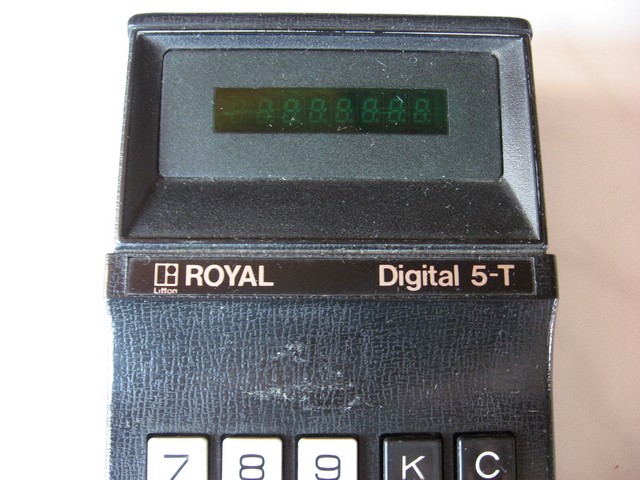 Litton ROYAL Digital 5-T
7 8 9 K C